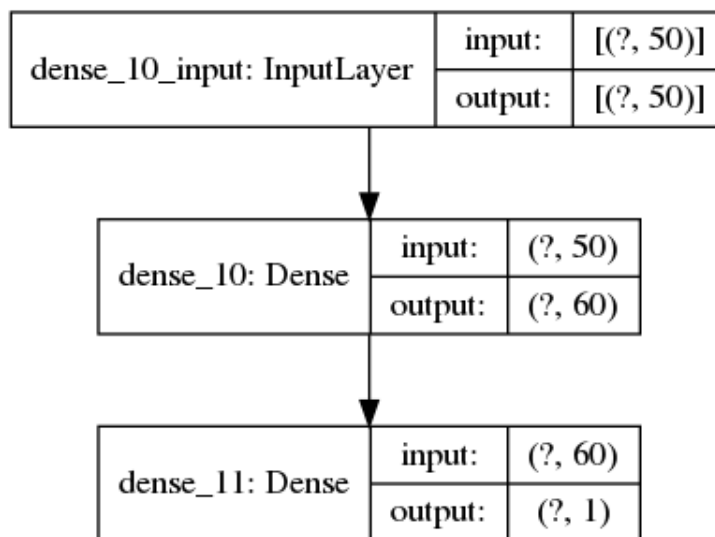 dense_10_input: InputLayer
input: [(?, 50)]
output: [(?, 50)]
dense_10: Dense
input: (?, 50)
output: (?, 60)
dense_11: Dense
input: (?, 60)
output: (?, 1)